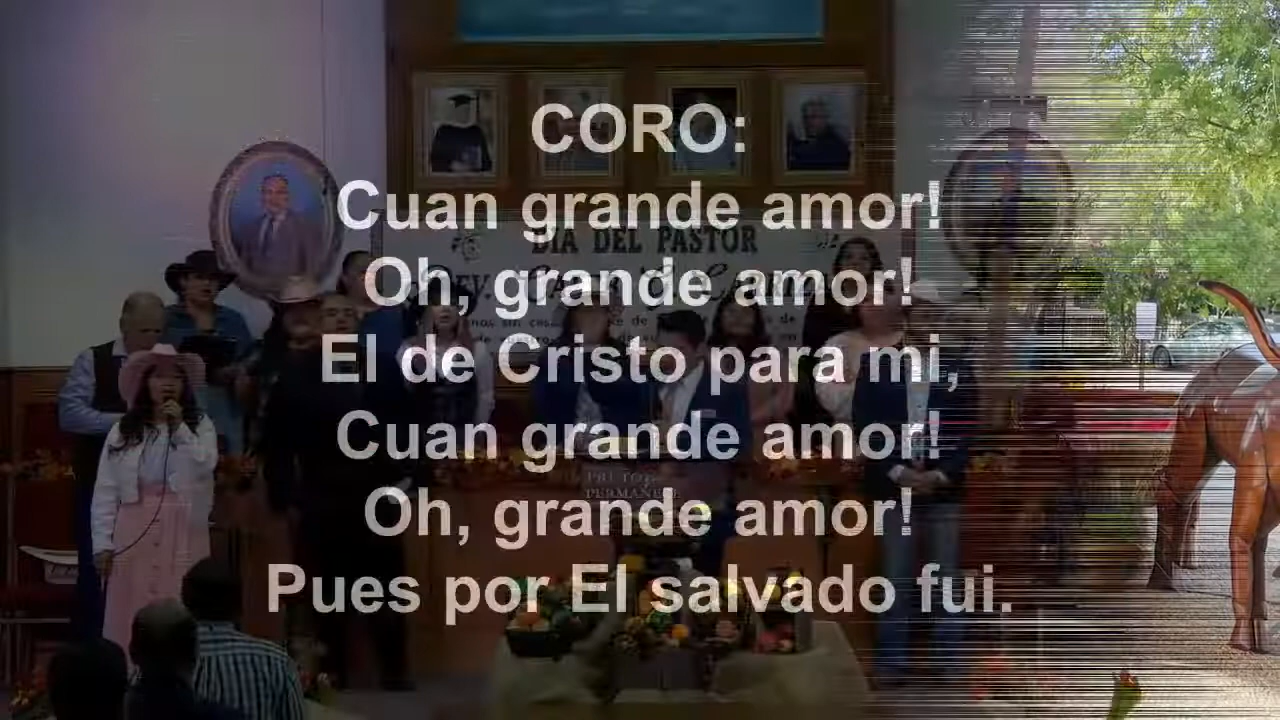 CORO:
Cuan grande amor!
DIA DEL PASTOR
Oh, grande amor!
El de Cristo para mi,
Cuan grande amor!
Oh, grande amor!
Pues por El salvado fui.